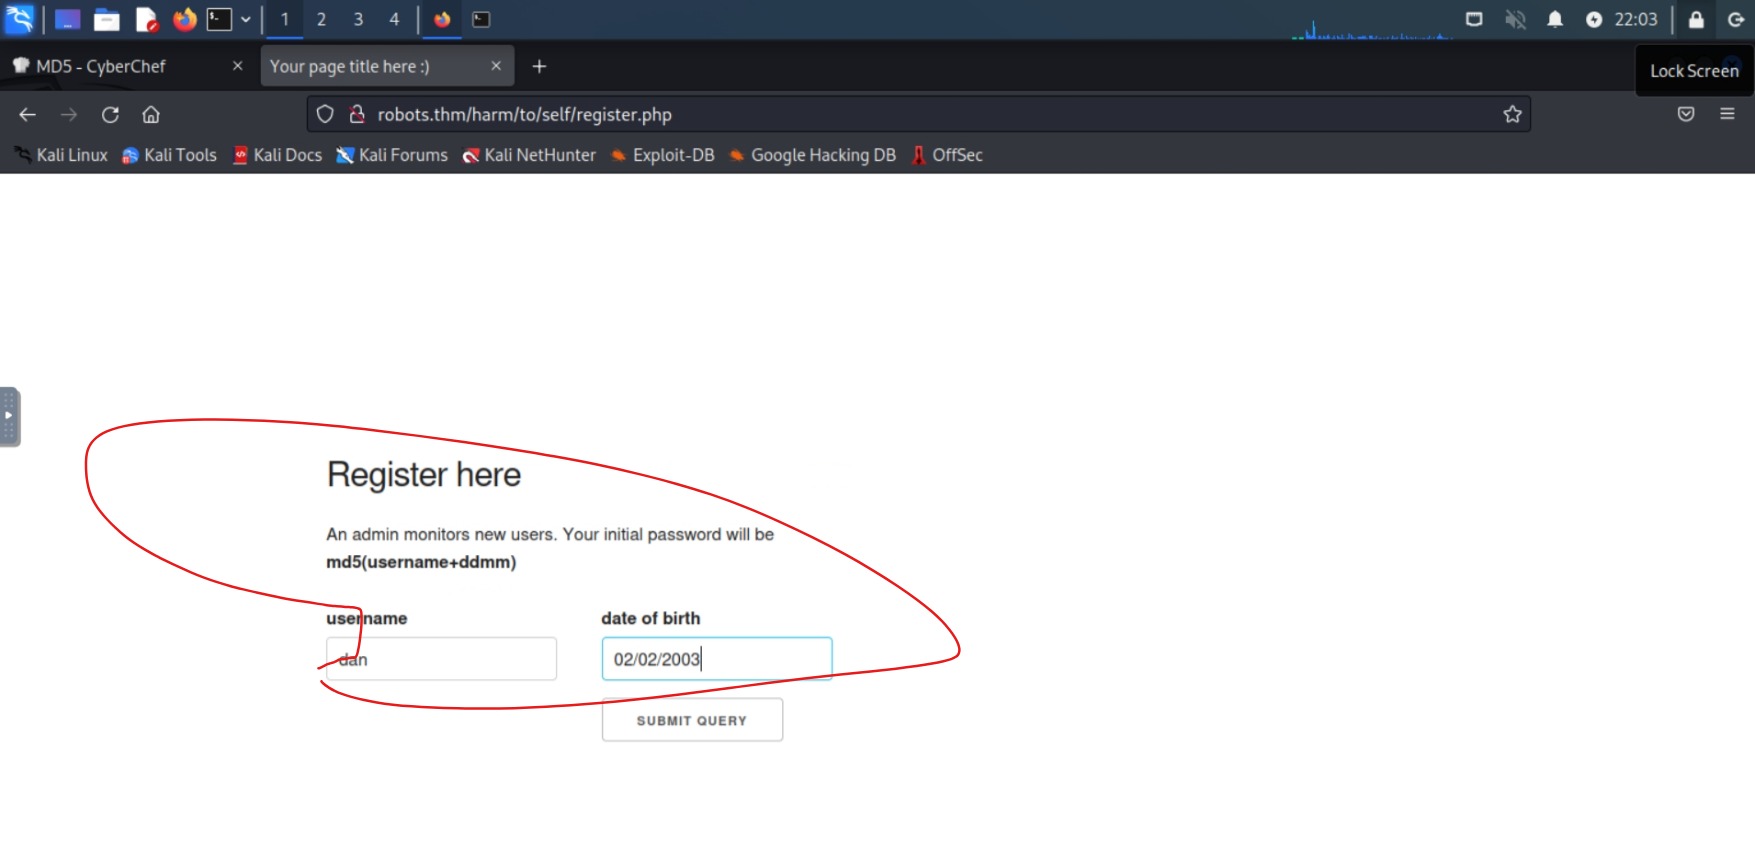 1 2 3 4 22:03
MD5 - CyberChef Your page title here :)
Lock Screen
robots.thm/harm/to/self/register.php
Kali Linux Kali Tools Kali Docs Kali Forums Kali NetHunter Exploit-DB Google Hacking DB OffSec
Register here
An admin monitors new users. Your initial password will be
md5(username+ddmm)
username date of birth
dan 02/02/2003
SUBMIT QUERY